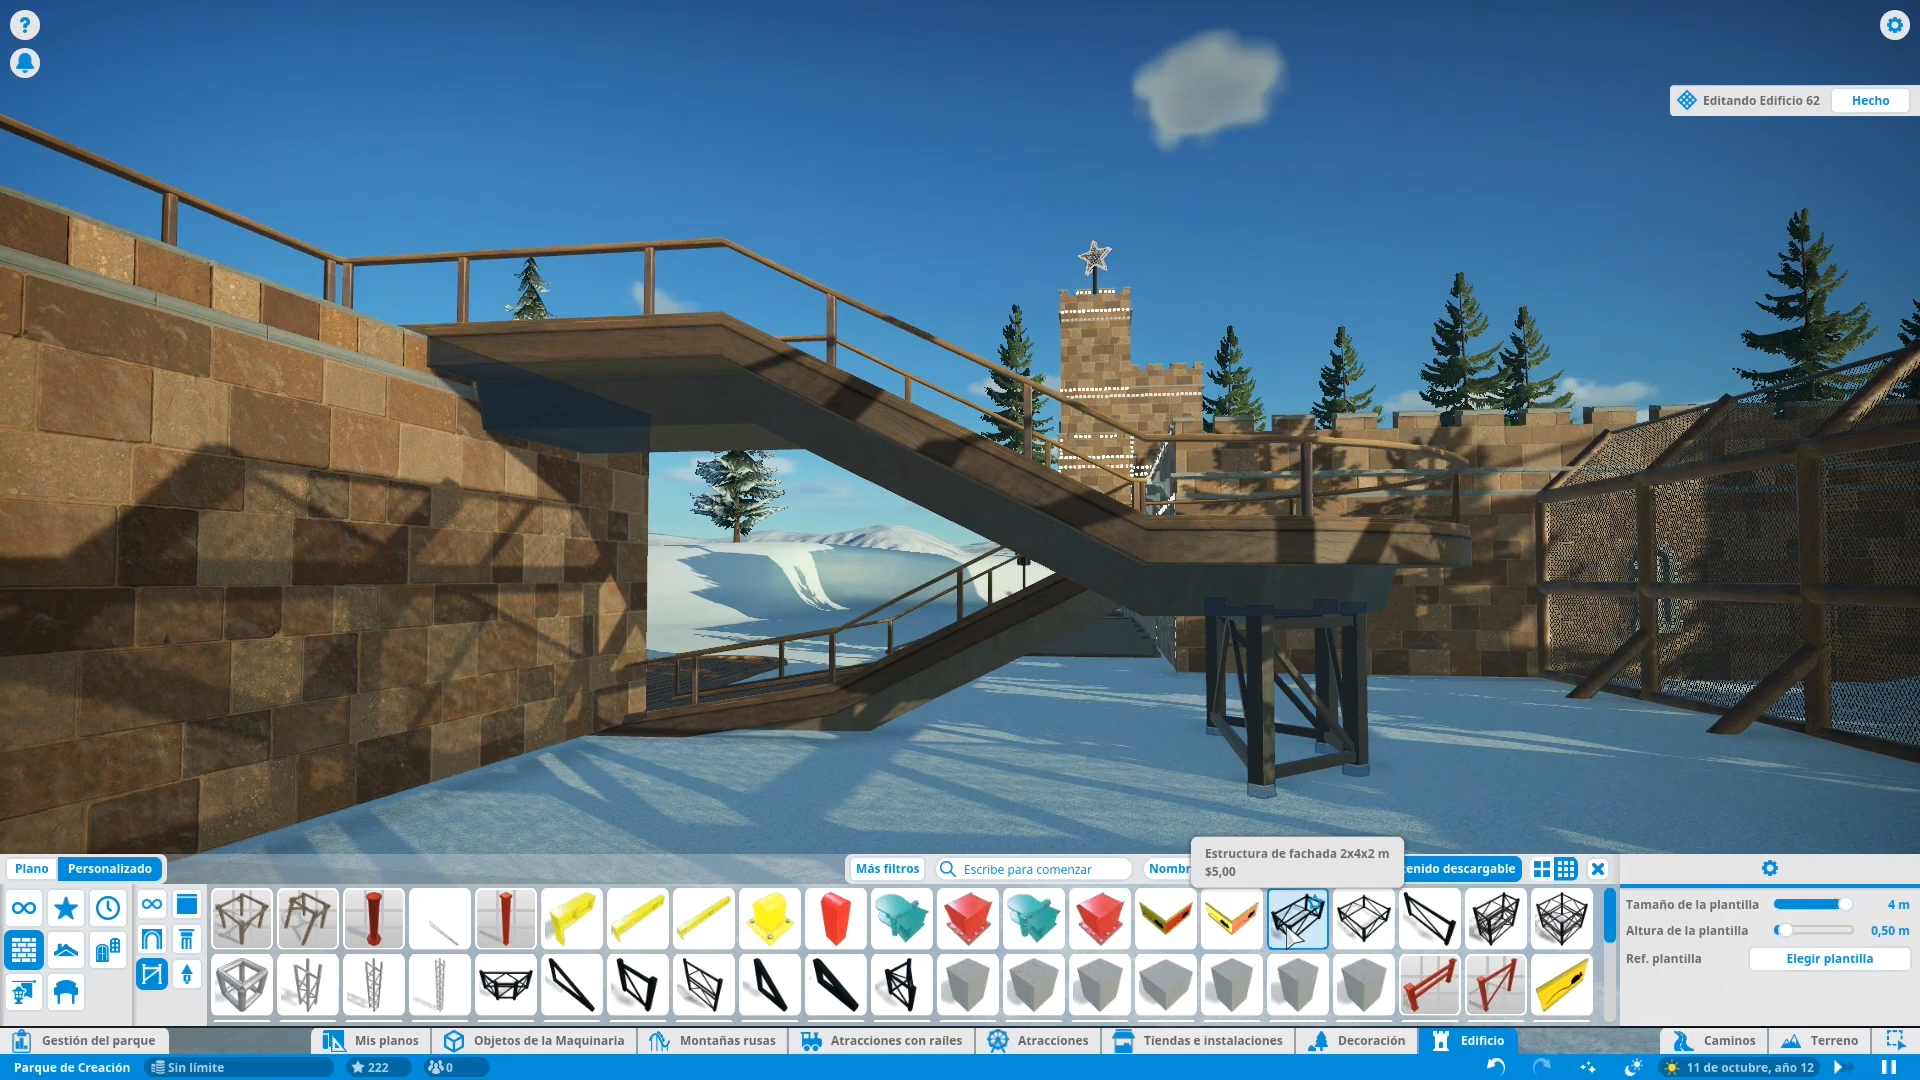 ?
Editando Edificio 62
Hecho
Plano
Personalizado
Más filtros
Escribe para comenzar
Nombr
Estructura de fachada 2x4x2 m
$5,00
tenido descargable
Tamaño de la plantilla
4 m
Altura de la plantilla
0,50 m
Ref. plantilla
Elegir plantilla
Gestión del parque
Mis planos
Objetos de la Maquinaria
Montañas rusas
Atracciones con raíles
Atracciones
Tiendas e instalaciones
Decoración
Edificio
Caminos
Terreno
Parque de Creación
Sin límite
222
0
11 de octubre, año 12